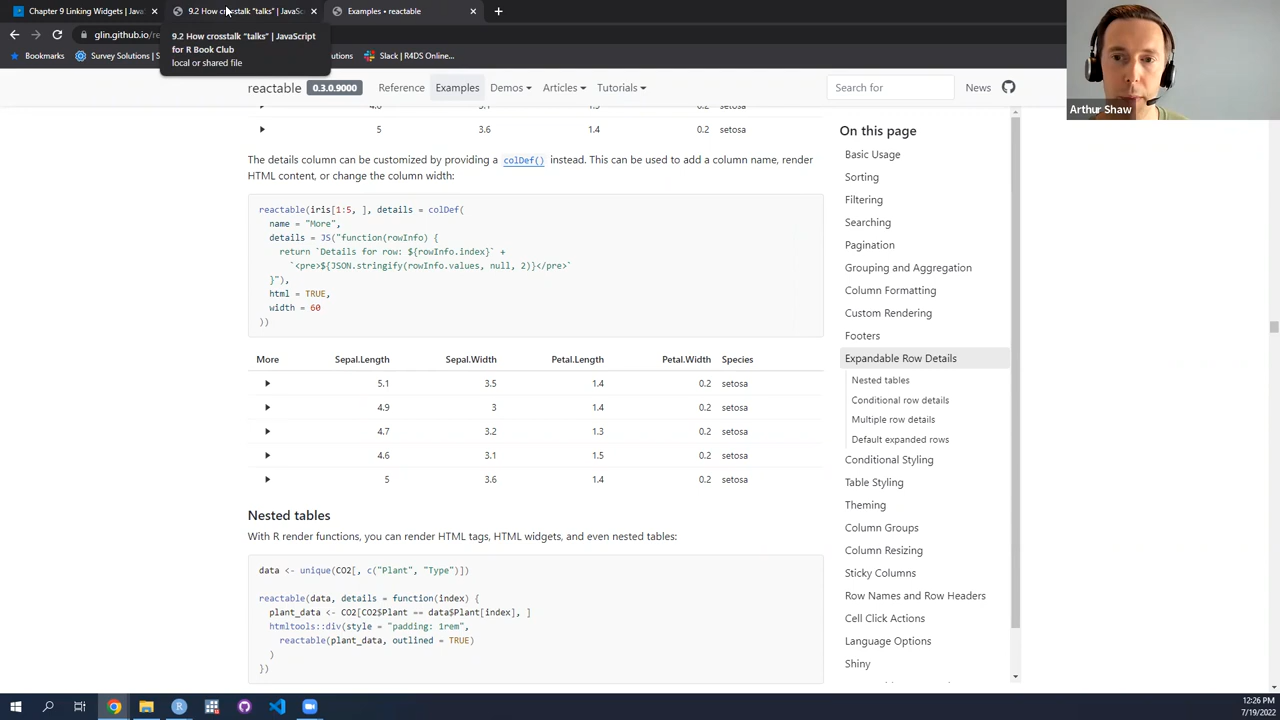 Chapter 9 Linking Widgets | Java
9.2 How crosstalk "talks" | JavaSc
Examples • reactable
glin.github.io/re
9.2 How crosstalk "talks" | JavaScript
for R Book Club
local or shared file
Bookmarks
Survey Solutions | S
utions
Slack | R4DS Onlin...
Arthur Shaw
reactable
0.3.0.9000
Reference
Examples
Demos
Articles
Tutorials
Search for
News
5 3.6 1.4 0.2 setosa
The details column can be customized by providing a colDef() instead. This can be used to add a column name, render
HTML content, or change the column width:
reactable(iris[1:5, ], details = colDef(
name = "More",
details = JS("function(rowInfo) {
return `Details for row: ${rowInfo.index}` +
`<pre>${JSON.stringify(rowInfo.values, null, 2)}</pre>`
}"),
html = TRUE,
width = 60
))
More Sepal.Length Sepal.Width Petal.Length Petal.Width Species
5.1 3.5 1.4 0.2 setosa
4.9 3 1.4 0.2 setosa
4.7 3.2 1.3 0.2 setosa
4.6 3.1 1.5 0.2 setosa
5 3.6 1.4 0.2 setosa
Nested tables
With R render functions, you can render HTML tags, HTML widgets, and even nested tables:
data <- unique(CO2[, c("Plant", "Type")])
reactable(data, details = function(index) {
plant_data <- CO2[CO2$Plant == data$Plant[index], ]
htmltools::div(style = "padding: 1rem",
reactable(plant_data, outlined = TRUE)
)
})
On this page
Basic Usage
Sorting
Filtering
Searching
Pagination
Grouping and Aggregation
Column Formatting
Custom Rendering
Footers
Expandable Row Details
Nested tables
Conditional row details
Multiple row details
Default expanded rows
Conditional Styling
Table Styling
Theming
Column Groups
Column Resizing
Sticky Columns
Row Names and Row Headers
Cell Click Actions
Language Options
Shiny
12:26 PM
7/19/2022